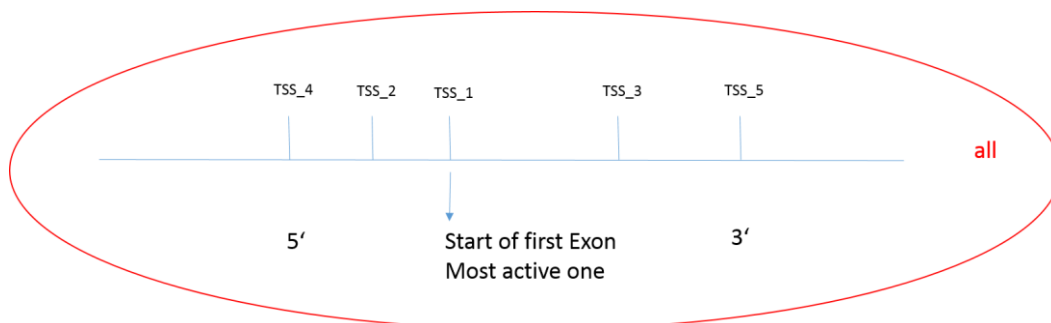 TSS_4 TSS_2 TSS_1 TSS_3 TSS_5
all
5‘ Start of first Exon 3‘
Most active one